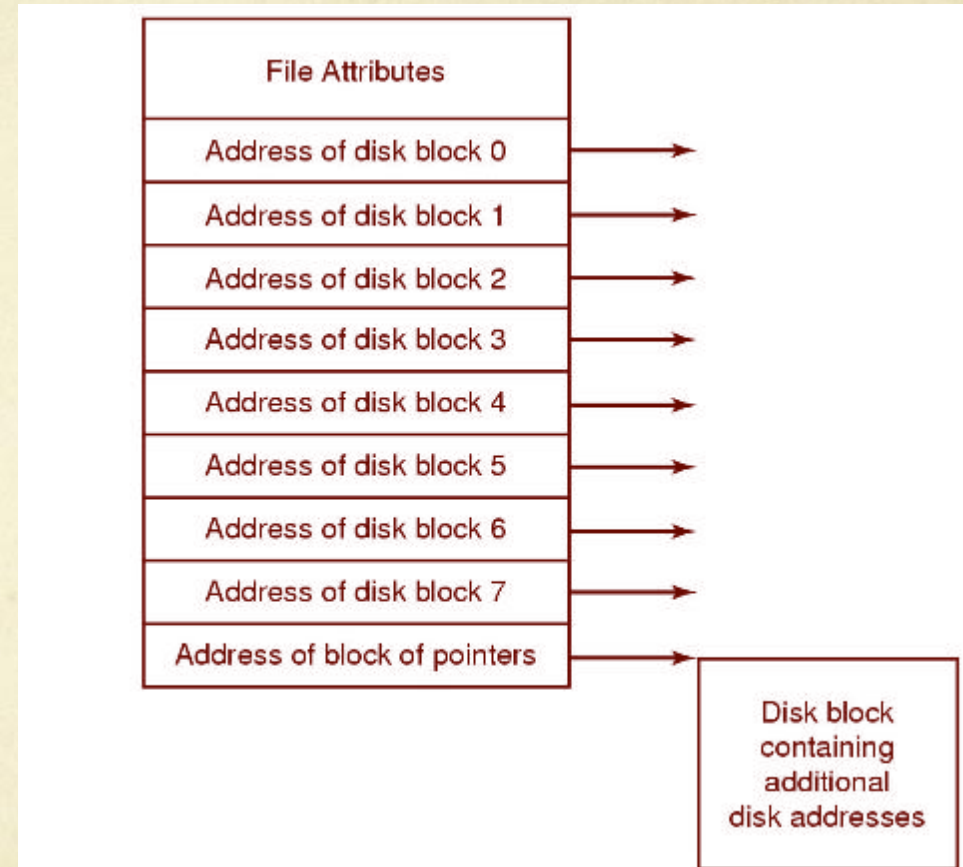 File Attributes
Address of disk block 0
Address of disk block 1
Address of disk block 2
Address of disk block 3
Address of disk block 4
Address of disk block 5
Address of disk block 6
Address of disk block 7
Address of block of pointers
Disk block
containing
additional
disk addresses